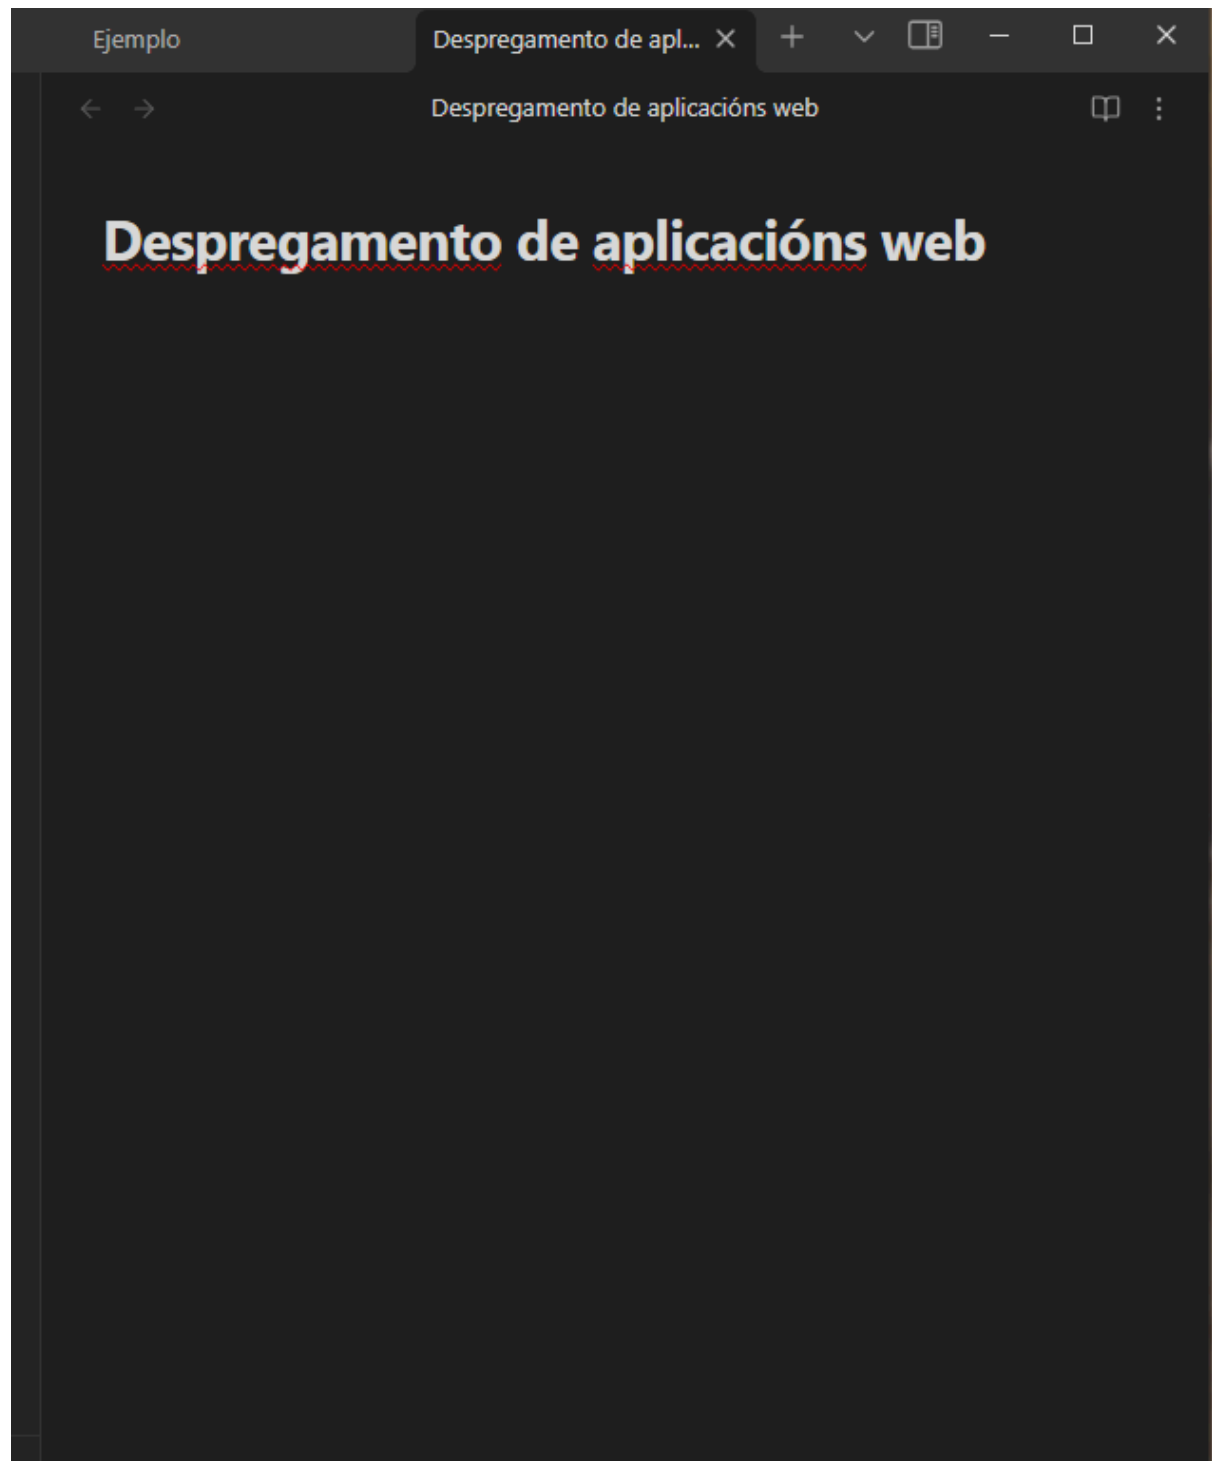 Ejemplo
Despregamento de apl...
Despregamento de aplicacións web
Despregamento de aplicacións web